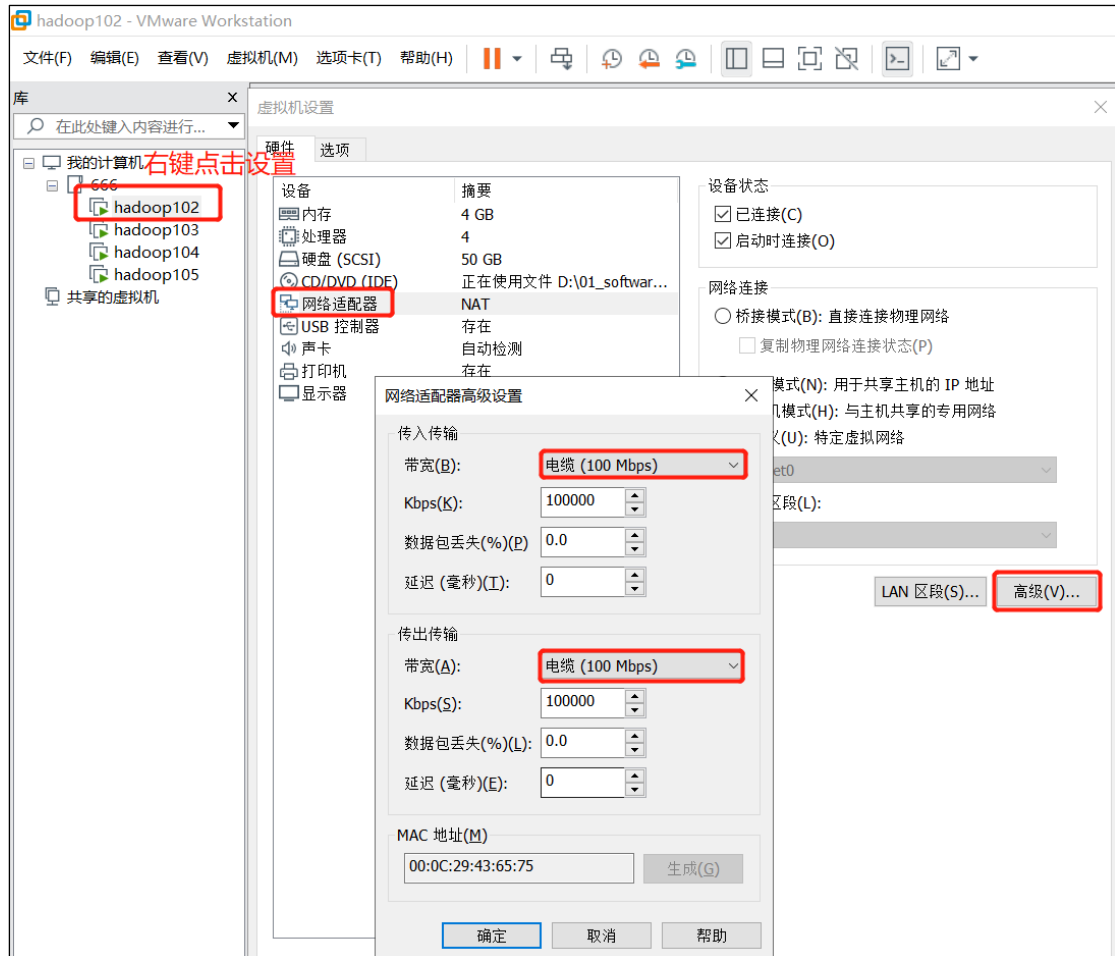 hadoop102 - VMware Workstation
文件(F) 编辑(E) 查看(V) 虚拟机(M) 选项卡(T) 帮助(H)
库 x
在此处键入内容进行...
我的计算机
右键点击设置
666
hadoop102
hadoop103
hadoop104
hadoop105
共享的虚拟机
虚拟机设置
硬件 选项
设备 摘要
内存 4 GB
处理器 4
硬盘 (SCSI) 50 GB
CD/DVD (IDE) 正在使用文件 D:\01_softwar...
网络适配器 NAT
USB 控制器 存在
声卡 自动检测
打印机 存在
显示器
设备状态
已连接(C)
启动时连接(O)
网络连接
桥接模式(B): 直接连接物理网络
复制物理网络连接状态(P)
模式(N): 用于共享主机的 IP 地址
机模式(H): 与主机共享的专用网络
(U): 特定虚拟网络
et0
区段(L):
LAN 区段(S)... 高级(V)...
网络适配器高级设置
传入传输
带宽(B): 电缆 (100 Mbps)
Kbps(K): 100000
数据包丢失(%)(P) 0.0
延迟 (毫秒)(T): 0
传出传输
带宽(A): 电缆 (100 Mbps)
Kbps(S): 100000
数据包丢失(%)(L): 0.0
延迟 (毫秒)(E): 0
MAC 地址(M)
00:0C:29:43:65:75 生成(G)
确定 取消 帮助